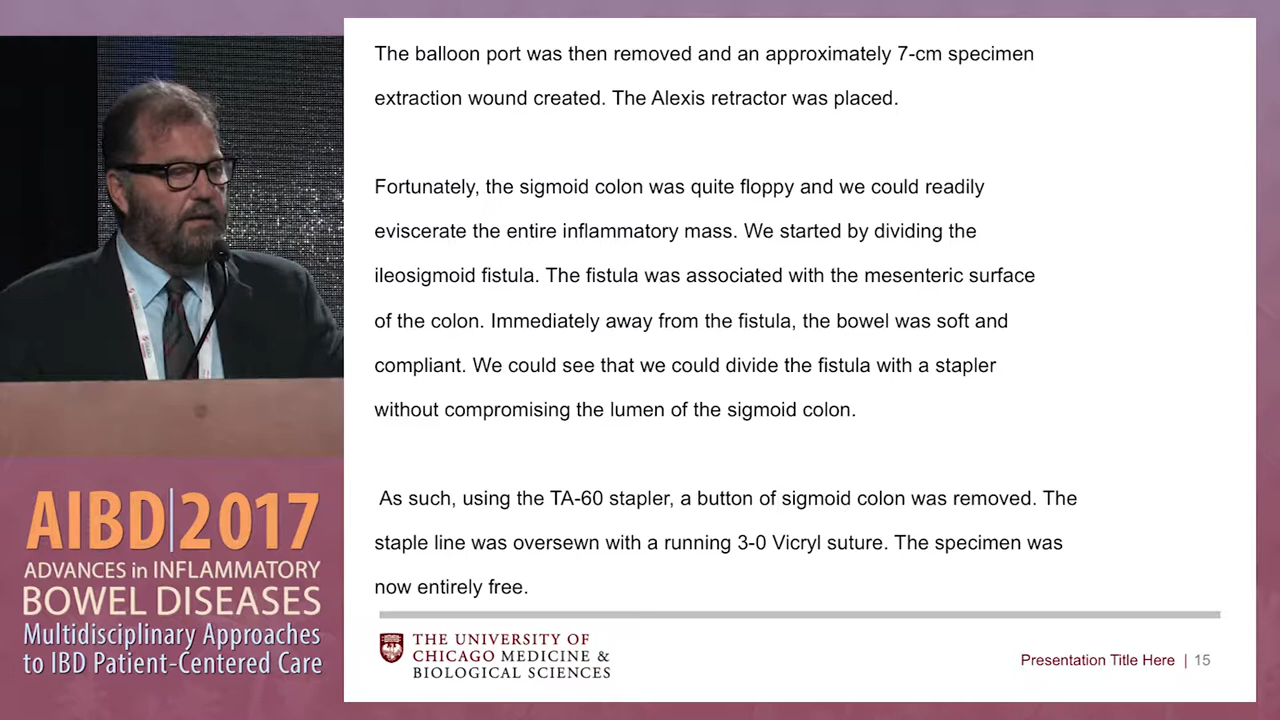 The balloon port was then removed and an approximately 7-cm specimen
extraction wound created. The Alexis retractor was placed.
Fortunately, the sigmoid colon was quite floppy and we could readily
eviscerate the entire inflammatory mass. We started by dividing the
ileosigmoid fistula. The fistula was associated with the mesenteric surface
of the colon. Immediately away from the fistula, the bowel was soft and
compliant. We could see that we could divide the fistula with a stapler
without compromising the lumen of the sigmoid colon.
As such, using the TA-60 stapler, a button of sigmoid colon was removed. The
staple line was oversewn with a running 3-0 Vicryl suture. The specimen was
now entirely free.
AIBD|2017
ADVANCES in INFLAMMATORY
BOWEL DISEASES
Multidisciplinary Approaches
to IBD Patient-Centered Care
THE UNIVERSITY OF
CHICAGO MEDICINE &
BIOLOGICAL SCIENCES
Presentation Title Here | 15